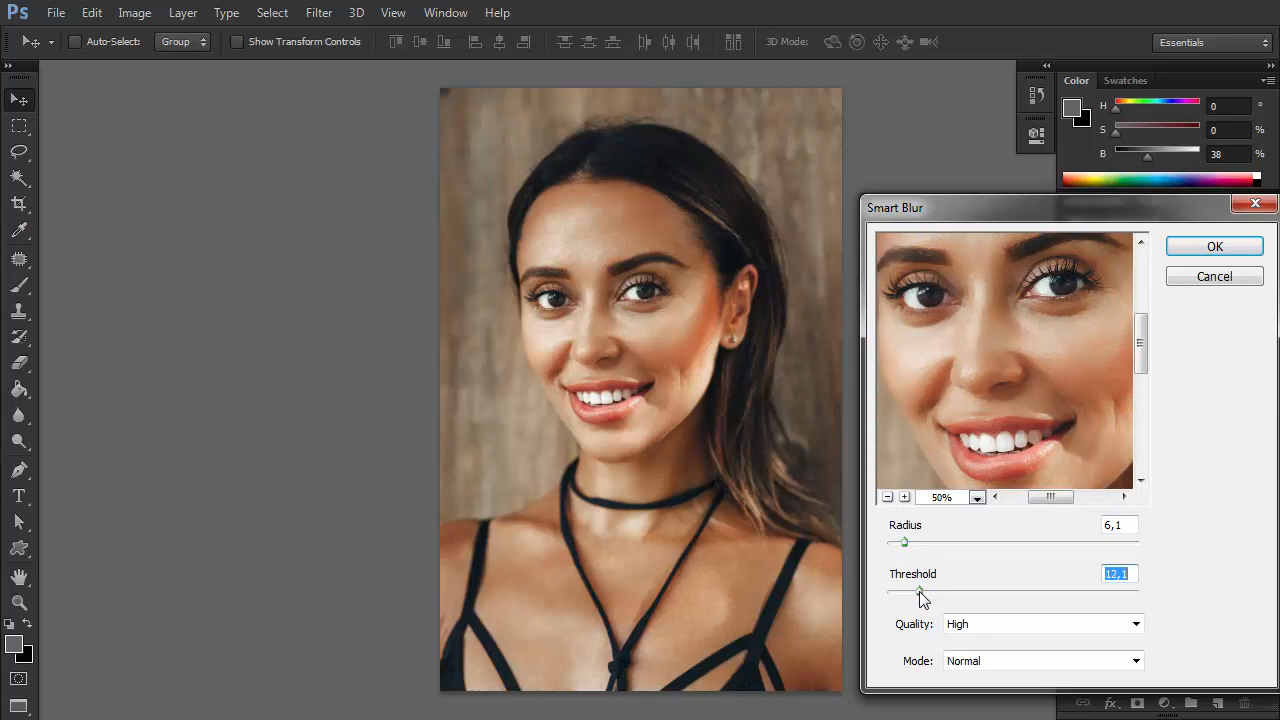 Ps File Edit Image Layer Type Select Filter 3D View Window Help
Auto-Select: Group Show Transform Controls 3D Mode: Essentials
Color Swatches
H 0 °
S 0 %
B 38 %
Smart Blur
OK
Cancel
50%
Radius 6,1
Threshold 12,1
Quality: High
Mode: Normal
T
fx